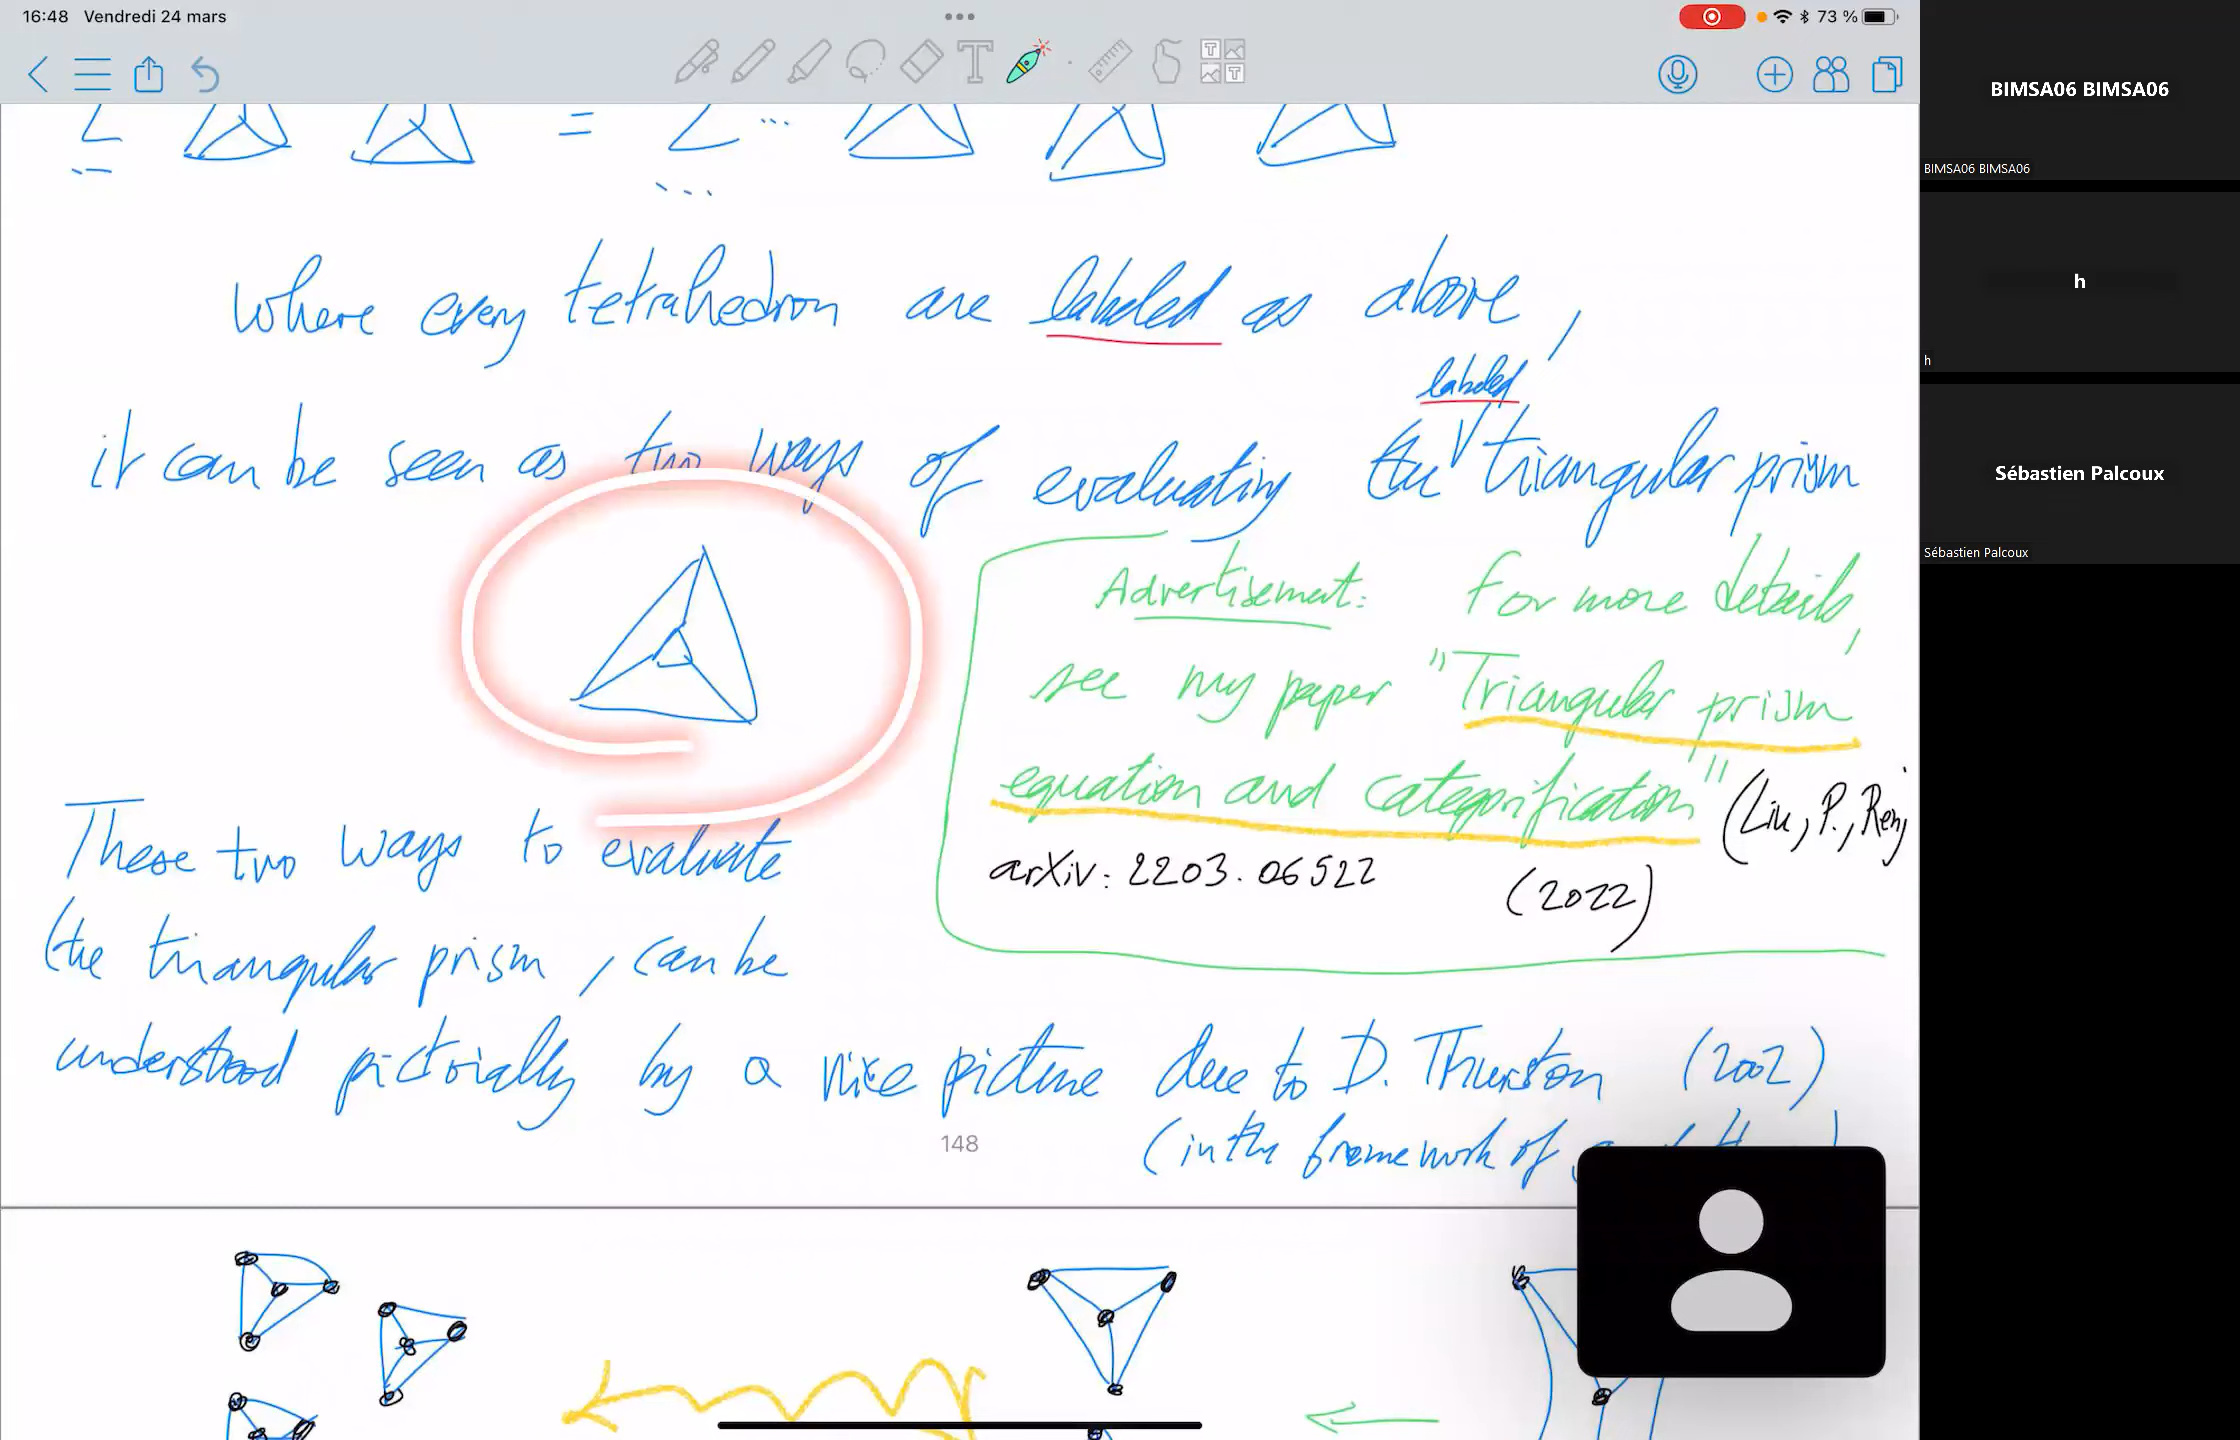 16:48 Vendredi 24 mars
73 %
where every tetrahedron are labeled as above,
labeled
it can be seen as two ways of evaluating the triangular prism
Advertisement: For more details,
see my paper "Triangular prism
equation and categorification" (Liu, P., Ren,
arXiv: 2203.06522 (2022)
These two ways to evaluate
the triangular prism, can be
understood pictorially by a nice picture due to D. Thurston (2002)
(in the framework of
148
BIMSA06 BIMSA06
BIMSA06 BIMSA06
h
h
Sébastien Palcoux
Sébastien Palcoux